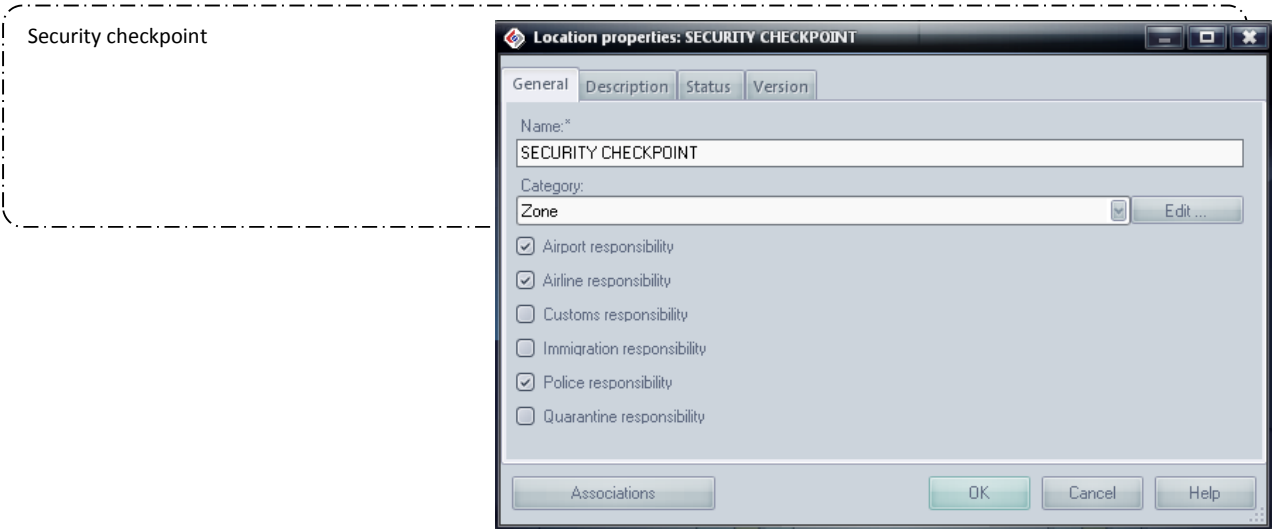 Security checkpoint
Location properties: SECURITY CHECKPOINT
General Description Status Version
Name:*
SECURITY CHECKPOINT
Category:
Zone Edit ...
Airport responsibility
Airline responsibility
Customs responsibility
Immigration responsibility
Police responsibility
Quarantine responsibility
Associations OK Cancel Help